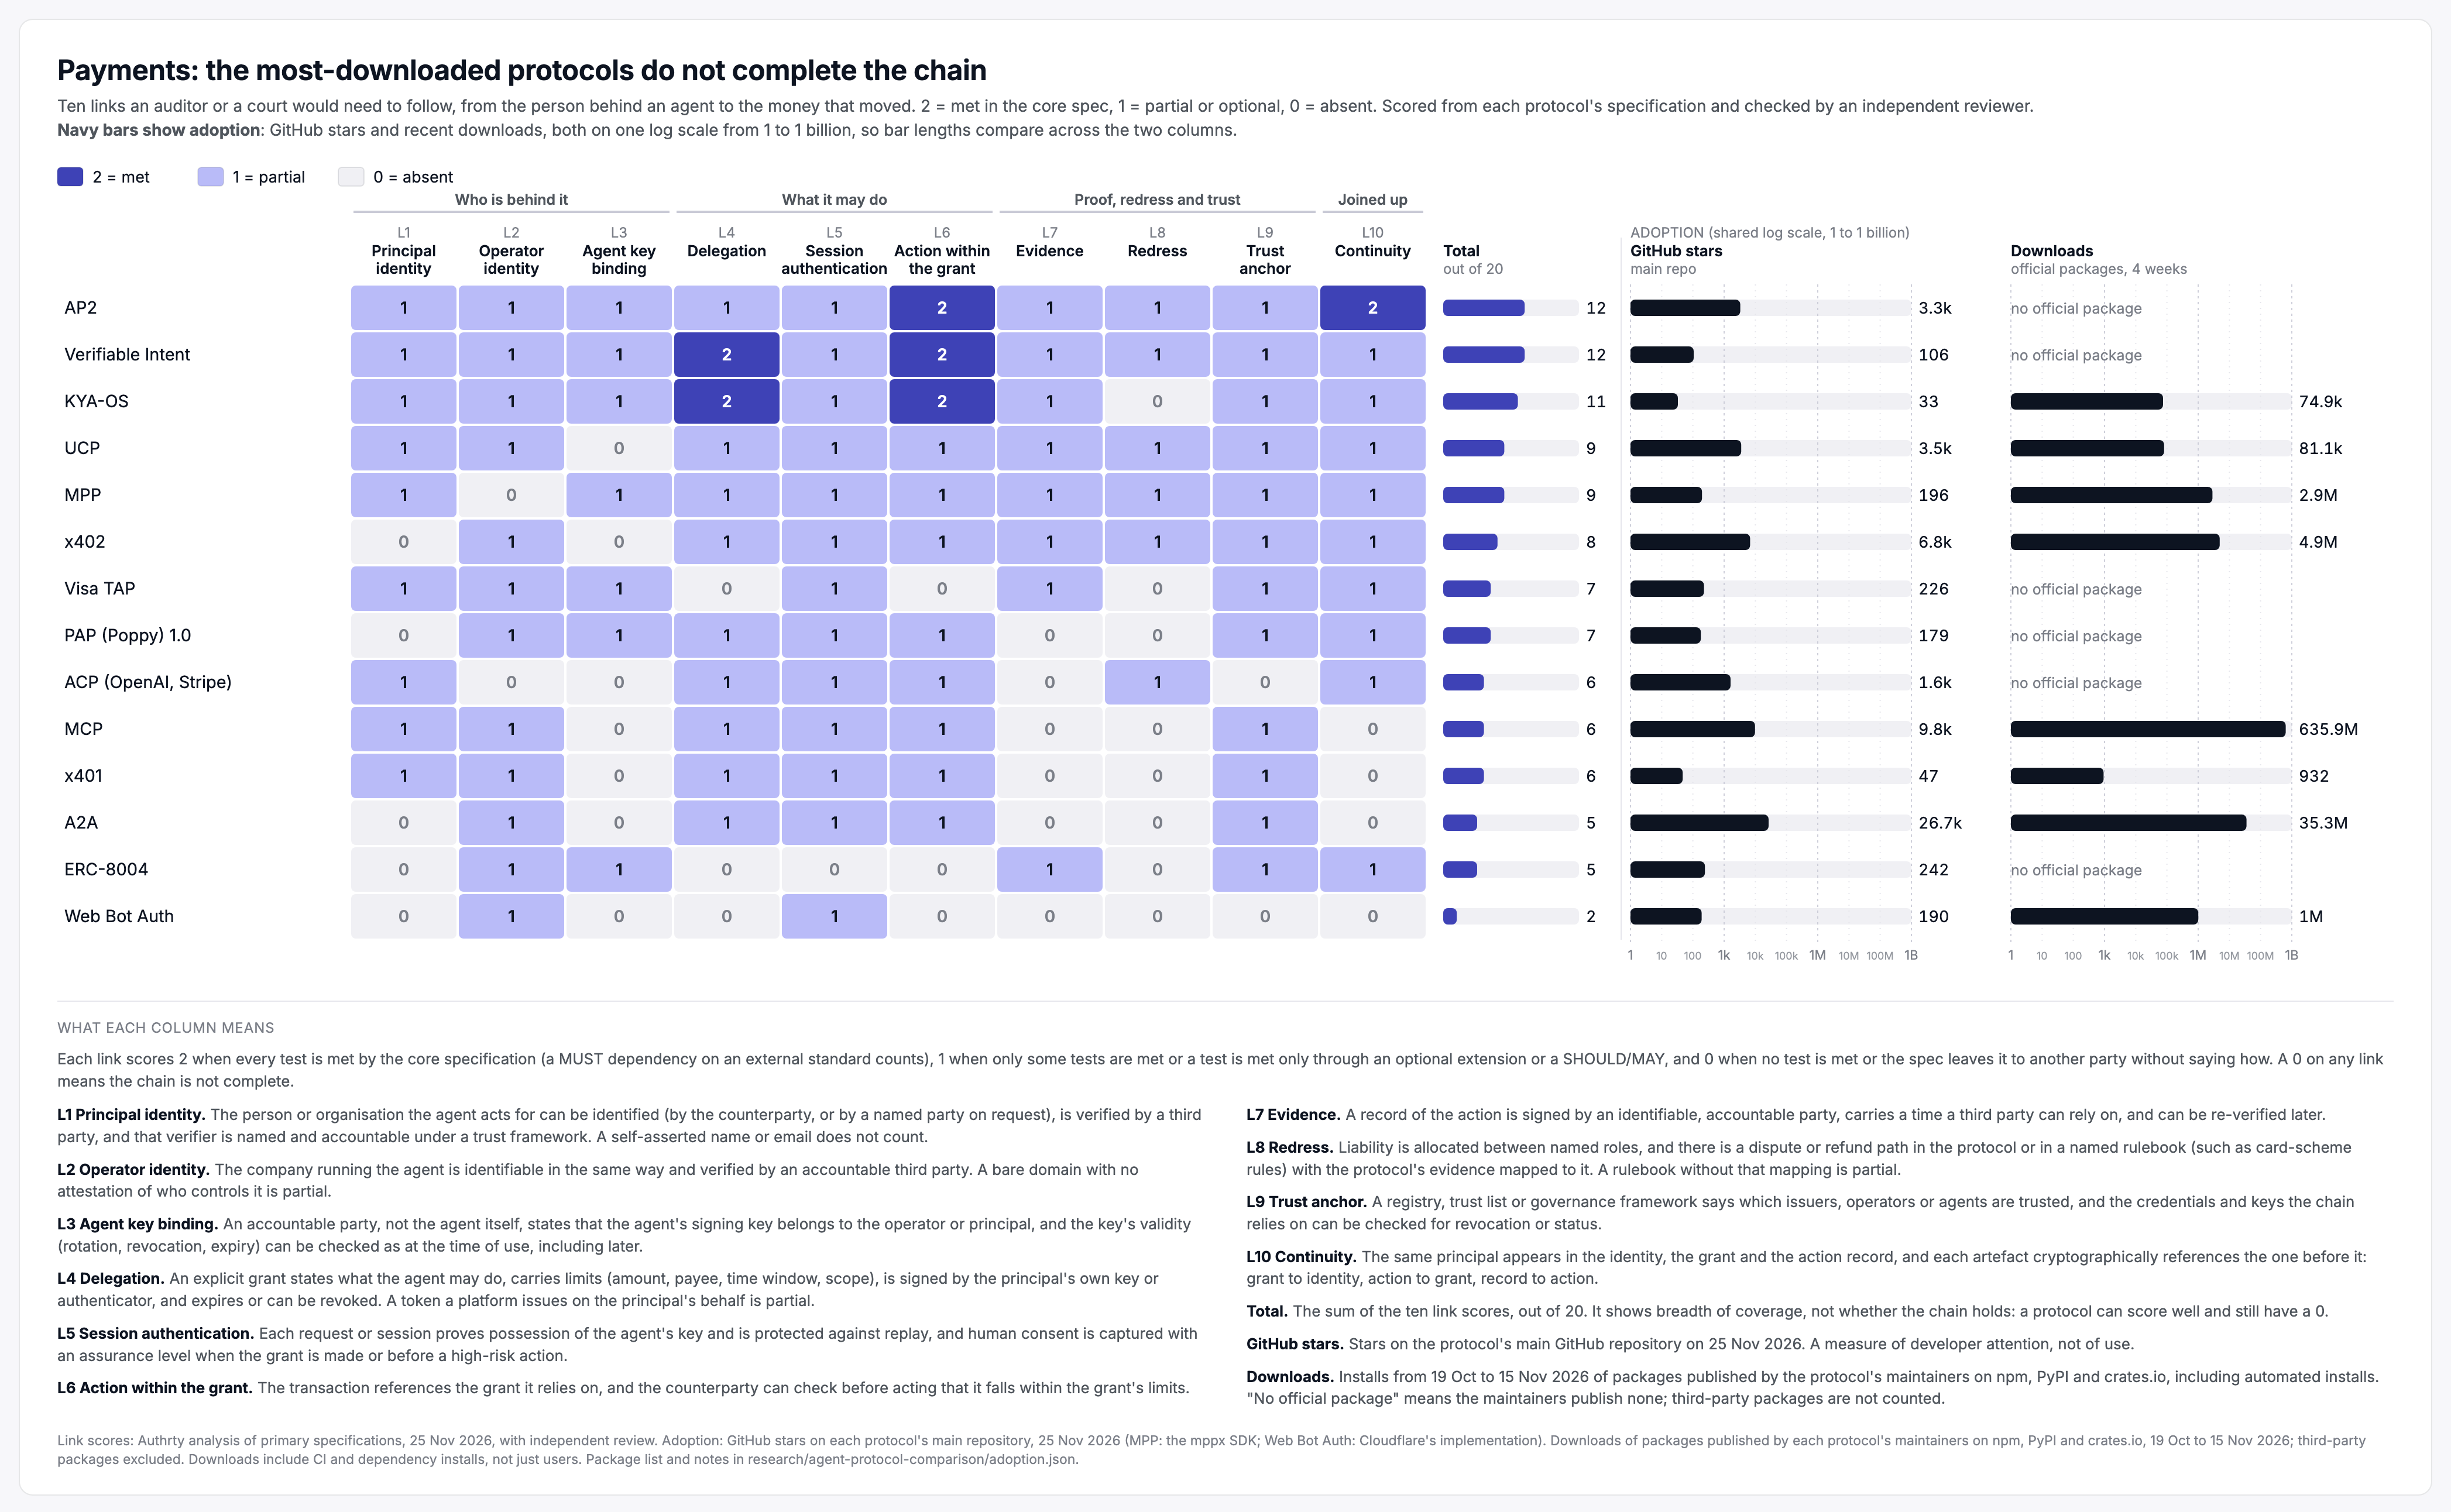 Payments: the most-downloaded protocols do not complete the chain
Ten links an auditor or a court would need to follow, from the person behind an agent to the money that moved. 2 = met in the core spec, 1 = partial or optional, 0 = absent. Scored from each protocol's specification and checked by an independent reviewer.
Navy bars show adoption: GitHub stars and recent downloads, both on one log scale from 1 to 1 billion, so bar lengths compare across the two columns.
2 = met 1 = partial 0 = absent
Who is behind it What it may do Proof, redress and trust Joined up
L1 L2 L3 L4 L5 L6 L7 L8 L9 L10 ADOPTION (shared log scale, 1 to 1 billion)
Principal Operator Agent key Delegation Session Action within Evidence Redress Trust Continuity Total GitHub stars Downloads
identity identity binding authentication the grant anchor out of 20 main repo official packages, 4 weeks
AP2 1 1 1 1 1 2 1 1 1 2 12 3.3k no official package
Verifiable Intent 1 1 1 2 1 2 1 1 1 1 12 106 no official package
KYA-OS 1 1 1 2 1 2 1 0 1 1 11 33 74.9k
UCP 1 1 0 1 1 1 1 1 1 1 9 3.5k 81.1k
MPP 1 0 1 1 1 1 1 1 1 1 9 196 2.9M
x402 0 1 0 1 1 1 1 1 1 1 8 6.8k 4.9M
Visa TAP 1 1 1 0 1 0 1 0 1 1 7 226 no official package
PAP (Poppy) 1.0 0 1 1 1 1 1 0 0 1 1 7 179 no official package
ACP (OpenAI, Stripe) 1 0 0 1 1 1 0 1 0 1 6 1.6k no official package
MCP 1 1 0 1 1 1 0 0 1 0 6 9.8k 635.9M
x401 1 1 0 1 1 1 0 0 1 0 6 47 932
A2A 0 1 0 1 1 1 0 0 1 0 5 26.7k 35.3M
ERC-8004 0 1 1 0 0 0 1 0 1 1 5 242 no official package
Web Bot Auth 0 1 0 0 1 0 0 0 0 0 2 190 1M
1 10 100 1k 10k 100k 1M 10M 100M 1B 1 10 100 1k 10k 100k 1M 10M 100M 1B
WHAT EACH COLUMN MEANS
Each link scores 2 when every test is met by the core specification (a MUST dependency on an external standard counts), 1 when only some tests are met or a test is met only through an optional extension or a SHOULD/MAY, and 0 when no test is met or the spec leaves it to another party without saying how. A 0 on any link
means the chain is not complete.
L1 Principal identity. The person or organisation the agent acts for can be identified (by the counterparty, or by a named party on request), is verified by a third
party, and that verifier is named and accountable under a trust framework. A self-asserted name or email does not count.
L2 Operator identity. The company running the agent is identifiable in the same way and verified by an accountable third party. A bare domain with no
attestation of who controls it is partial.
L3 Agent key binding. An accountable party, not the agent itself, states that the agent's signing key belongs to the operator or principal, and the key's validity
(rotation, revocation, expiry) can be checked as at the time of use, including later.
L4 Delegation. An explicit grant states what the agent may do, carries limits (amount, payee, time window, scope), is signed by the principal's own key or
authenticator, and expires or can be revoked. A token a platform issues on the principal's behalf is partial.
L5 Session authentication. Each request or session proves possession of the agent's key and is protected against replay, and human consent is captured with
an assurance level when the grant is made or before a high-risk action.
L6 Action within the grant. The transaction references the grant it relies on, and the counterparty can check before acting that it falls within the grant's limits.
L7 Evidence. A record of the action is signed by an identifiable, accountable party, carries a time a third party can rely on, and can be re-verified later.
L8 Redress. Liability is allocated between named roles, and there is a dispute or refund path in the protocol or in a named rulebook (such as card-scheme
rules) with the protocol's evidence mapped to it. A rulebook without that mapping is partial.
L9 Trust anchor. A registry, trust list or governance framework says which issuers, operators or agents are trusted, and the credentials and keys the chain
relies on can be checked for revocation or status.
L10 Continuity. The same principal appears in the identity, the grant and the action record, and each artefact cryptographically references the one before it:
grant to identity, action to grant, record to action.
Total. The sum of the ten link scores, out of 20. It shows breadth of coverage, not whether the chain holds: a protocol can score well and still have a 0.
GitHub stars. Stars on the protocol's main GitHub repository on 25 Nov 2026. A measure of developer attention, not of use.
Downloads. Installs from 19 Oct to 15 Nov 2026 of packages published by the protocol's maintainers on npm, PyPI and crates.io, including automated installs.
"No official package" means the maintainers publish none; third-party packages are not counted.
Link scores: Authrty analysis of primary specifications, 25 Nov 2026, with independent review. Adoption: GitHub stars on each protocol's main repository, 25 Nov 2026 (MPP: the mppx SDK; Web Bot Auth: Cloudflare's implementation). Downloads of packages published by each protocol's maintainers on npm, PyPI and crates.io, 19 Oct to 15 Nov 2026; third-party
packages excluded. Downloads include CI and dependency installs, not just users. Package list and notes in research/agent-protocol-comparison/adoption.json.